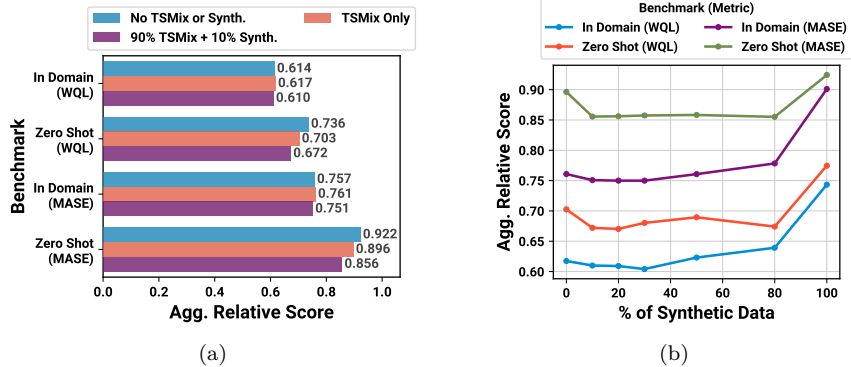 No TSMix or Synth.
TSMix Only
90% TSMix + 10% Synth.
Benchmark
In Domain
(WQL)
0.614
0.617
0.610
Zero Shot
(WQL)
0.736
0.703
0.672
In Domain
(MASE)
0.757
0.761
0.751
Zero Shot
(MASE)
0.922
0.896
0.856
0.0 0.2 0.4 0.6 0.8 1.0
Agg. Relative Score
(a)
Benchmark (Metric)
In Domain (WQL)
In Domain (MASE)
Zero Shot (WQL)
Zero Shot (MASE)
Agg. Relative Score
0.90
0.85
0.80
0.75
0.70
0.65
0.60
0 20 40 60 80 100
% of Synthetic Data
(b)